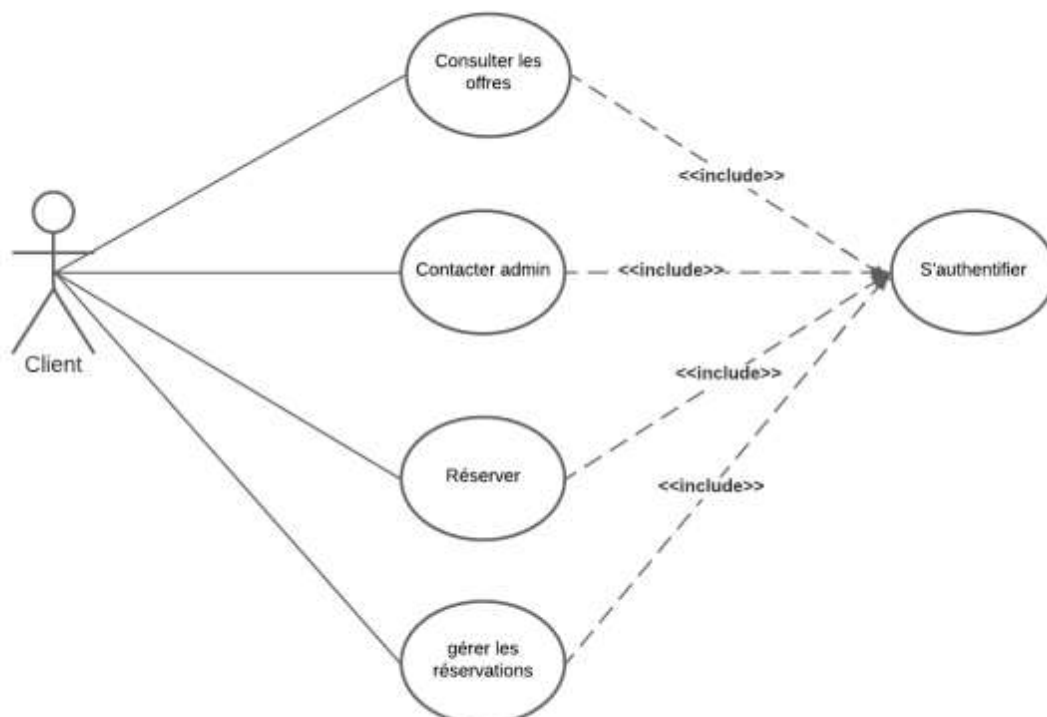 Consulter les
offres
<<include>>
Contacter admin
<<include>>
S'authentifier
Client
<<include>>
Réserver
<<include>>
gérer les
réservations